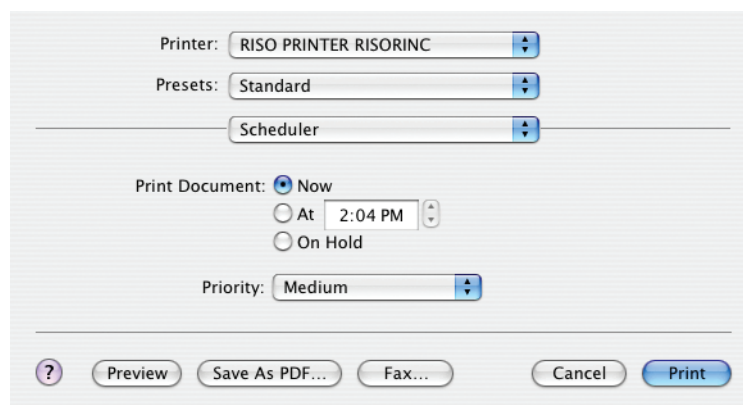 Printer: RISO PRINTER RISORINC
Presets: Standard
Scheduler
Print Document: Now
At 2:04 PM
On Hold
Priority: Medium
? Preview Save As PDF... Fax... Cancel Print